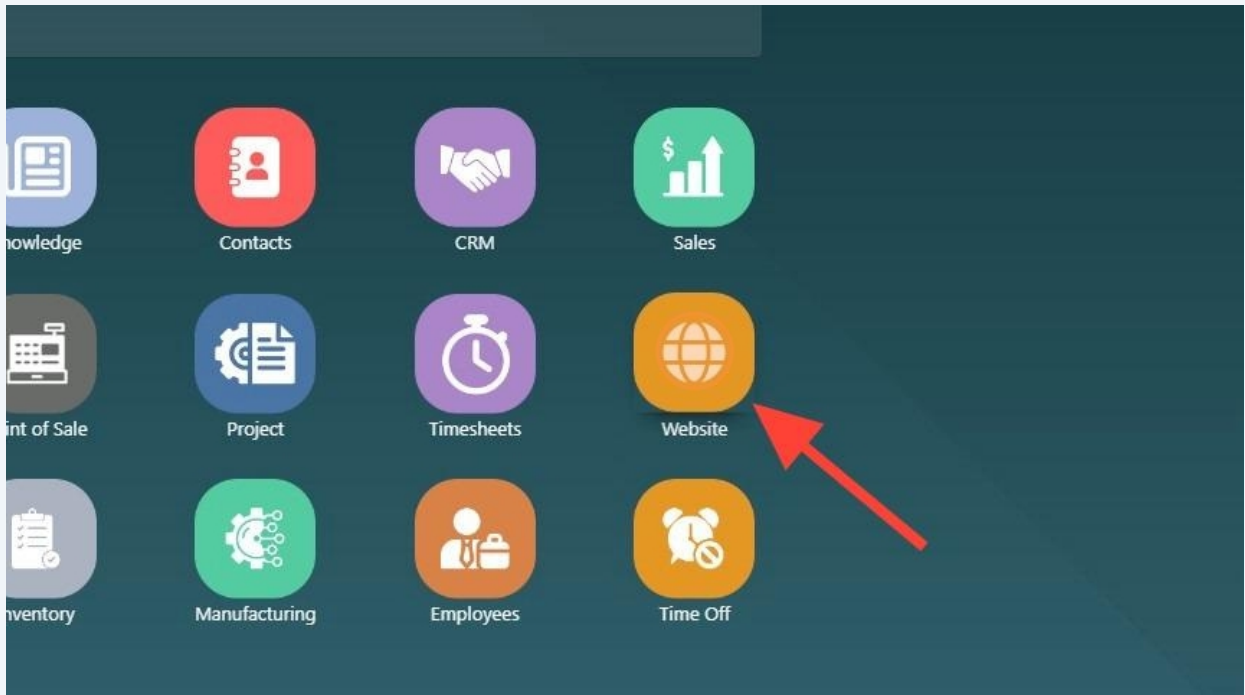 nowledge
Contacts
CRM
$
Sales
int of Sale
Project
Timesheets
Website
nventory
Manufacturing
Employees
Time Off